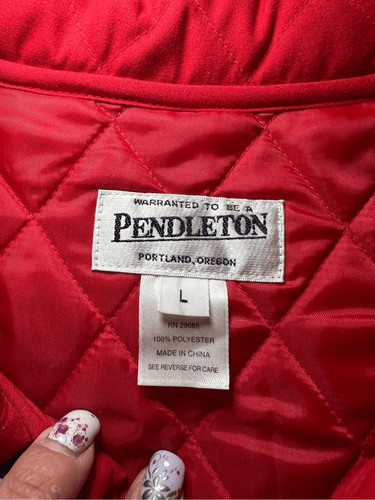 WARRANTED TO BE A
PENDLETON
PORTLAND, OREGON
L
RN 29685
100% POLYESTER
MADE IN CHINA
SEE REVERSE FOR CARE